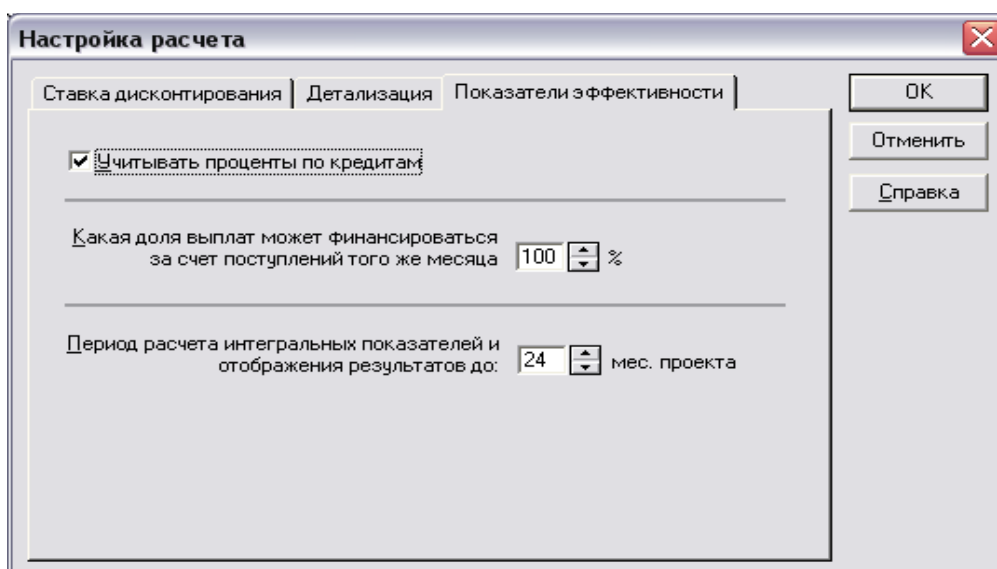 Настройка расчета
Ставка дисконтирования Детализация Показатели эффективности
OK
Отменить
Справка
Учитывать проценты по кредитам
Какая доля выплат может финансироваться
за счет поступлений того же месяца 100 %
Период расчета интегральных показателей и
отображения результатов до: 24 мес. проекта